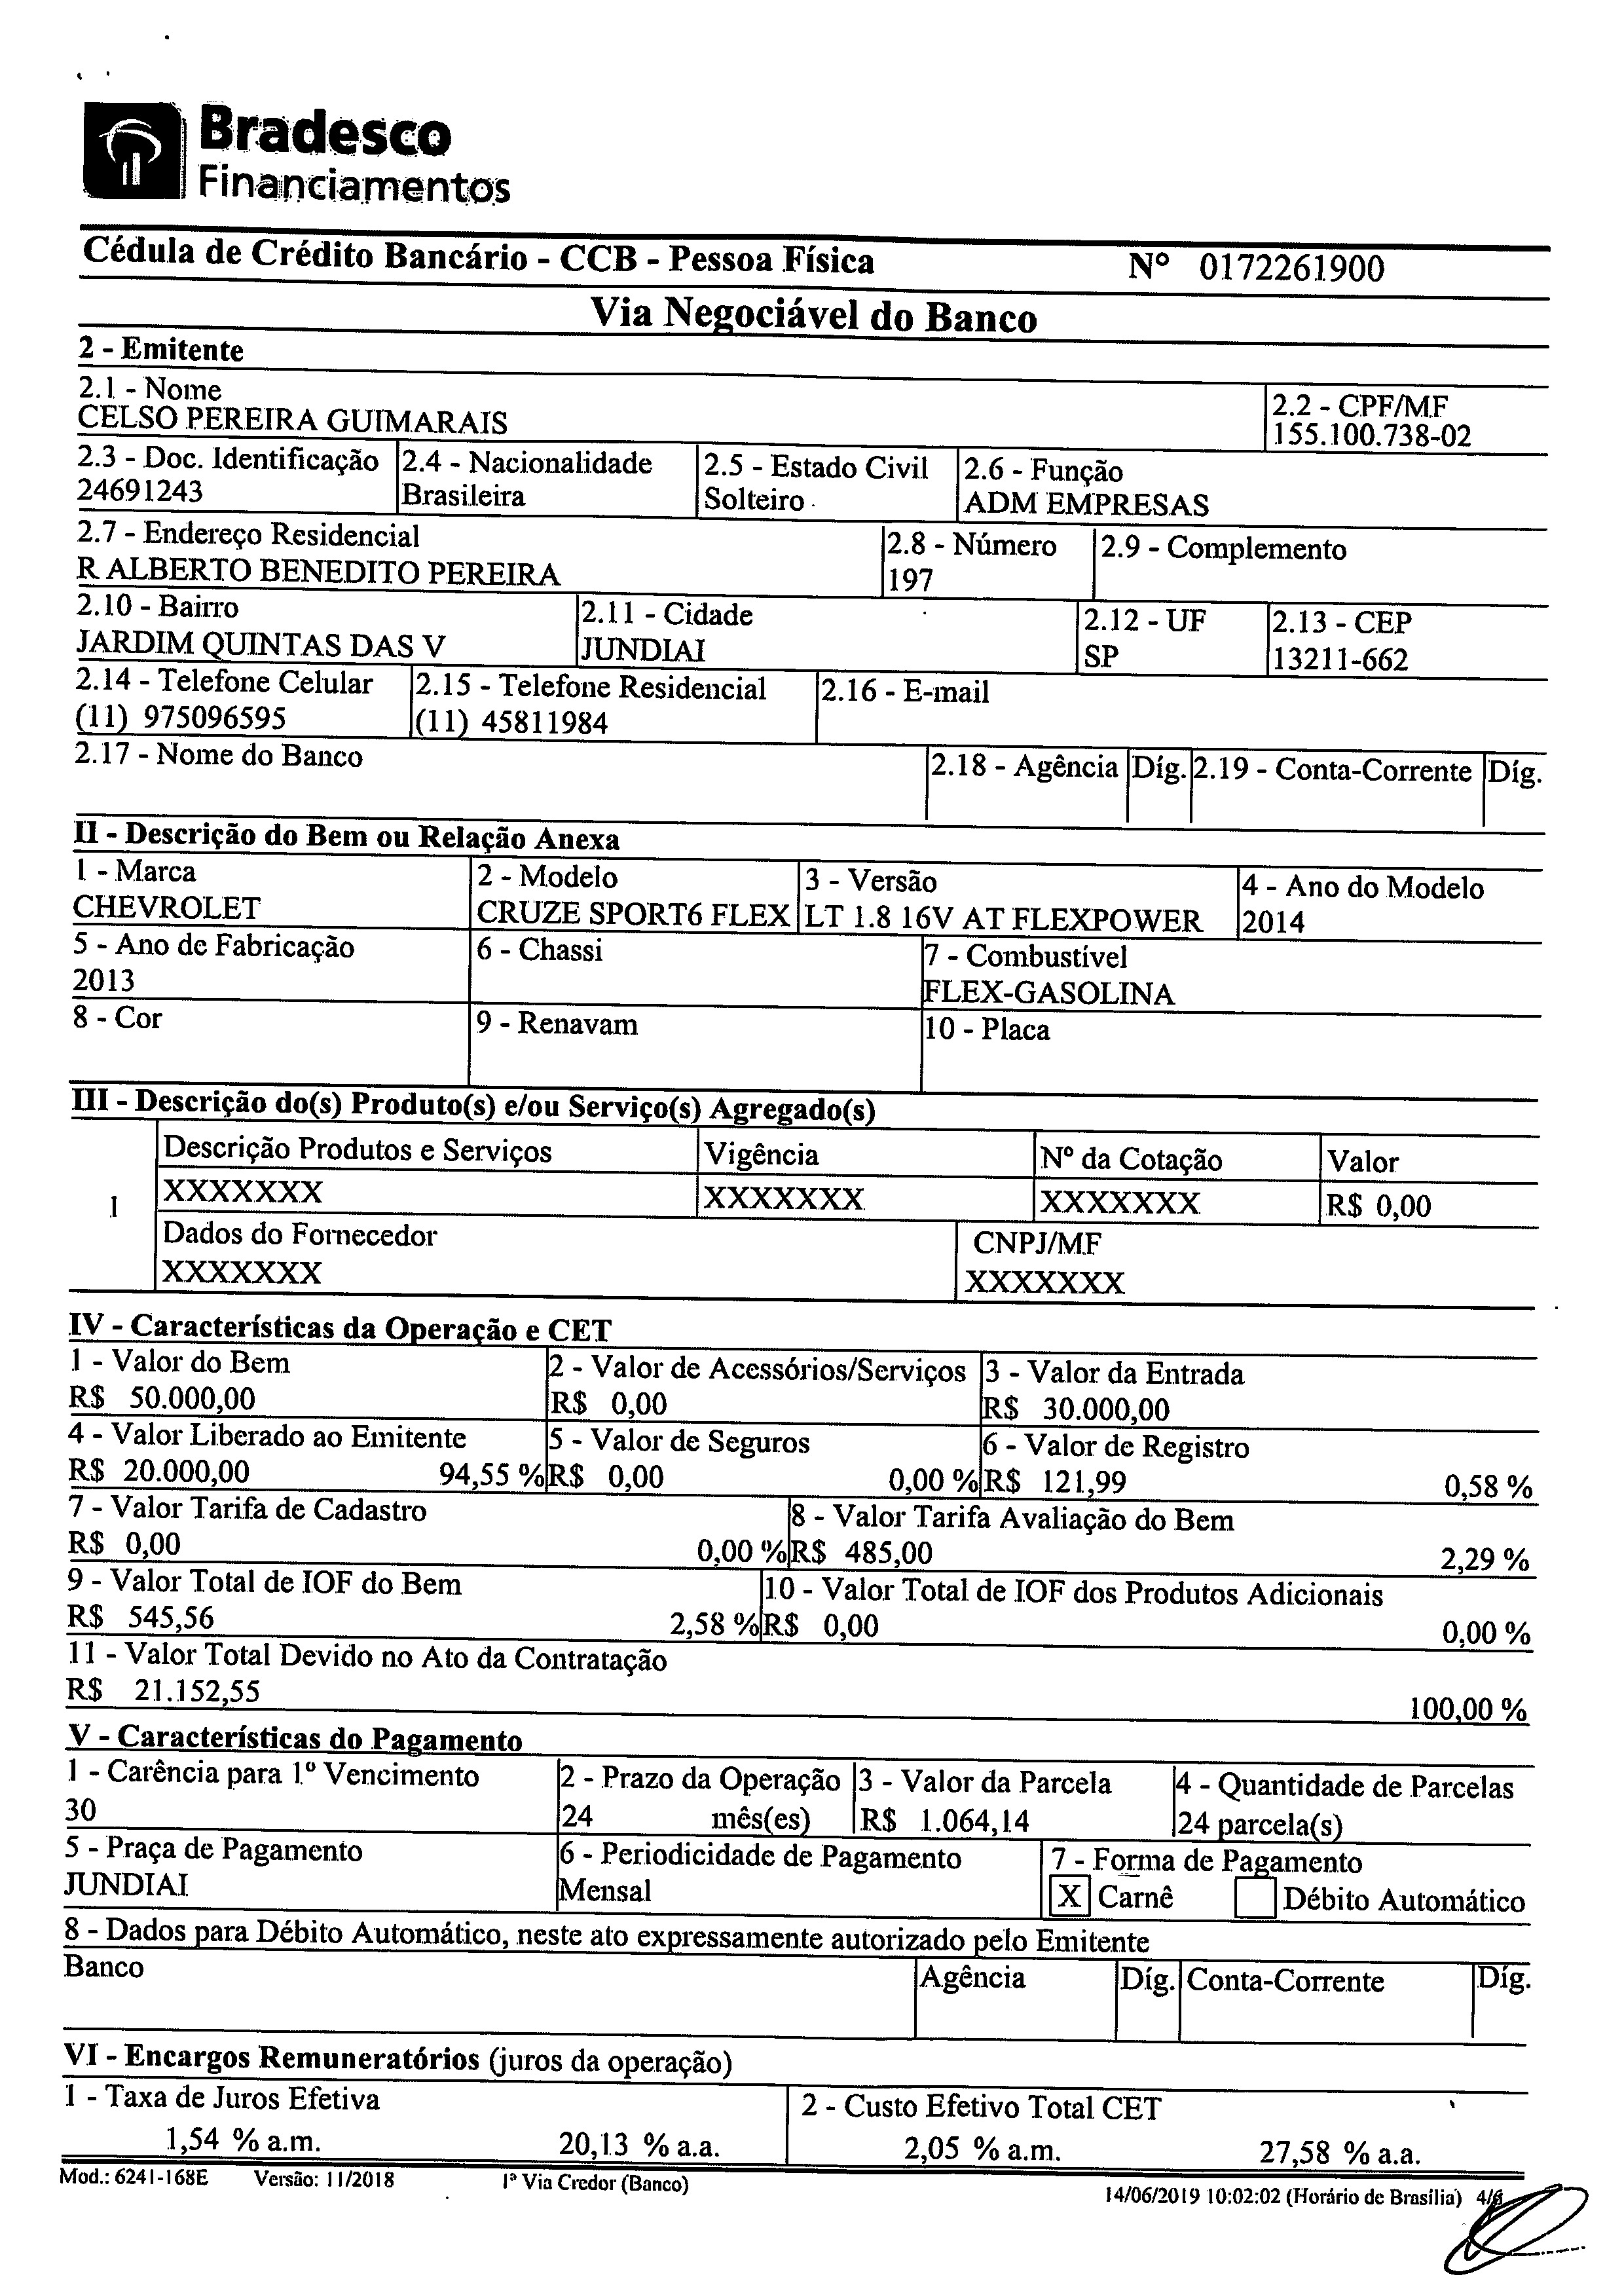 Bradesco
Financiamentos
Cédula de Crédito Bancário - CCB - Pessoa Física Nº 0172261900
Via Negociável do Banco
2 - Emitente
2.1 - Nome 2.2 - CPF/MF
CELSO PEREIRA GUIMARAIS 155.100.738-02
2.3 - Doc. Identificação 2.4 - Nacionalidade 2.5 - Estado Civil 2.6 - Função
24691243 Brasileira Solteiro ADM EMPRESAS
2.7 - Endereço Residencial 2.8 - Número 2.9 - Complemento
R ALBERTO BENEDITO PEREIRA 197
2.10 - Bairro 2.11 - Cidade 2.12 - UF 2.13 - CEP
JARDIM QUINTAS DAS V JUNDIAI SP 13211-662
2.14 - Telefone Celular 2.15 - Telefone Residencial 2.16 - E-mail
(11) 975096595 (11) 45811984
2.17 - Nome do Banco 2.18 - Agência Díg. 2.19 - Conta-Corrente Díg.
II - Descrição do Bem ou Relação Anexa
1 - Marca 2 - Modelo 3 - Versão 4 - Ano do Modelo
CHEVROLET CRUZE SPORT6 FLEX LT 1.8 16V AT FLEXPOWER 2014
5 - Ano de Fabricação 6 - Chassi 7 - Combustível
2013 FLEX-GASOLINA
8 - Cor 9 - Renavam 10 - Placa
III - Descrição do(s) Produto(s) e/ou Serviço(s) Agregado(s)
Descrição Produtos e Serviços Vigência Nº da Cotação Valor
1 XXXXXXX XXXXXXX XXXXXXX R$ 0,00
Dados do Fornecedor CNPJ/MF
XXXXXXX XXXXXXX
IV - Características da Operação e CET
1 - Valor do Bem 2 - Valor de Acessórios/Serviços 3 - Valor da Entrada
R$ 50.000,00 R$ 0,00 R$ 30.000,00
4 - Valor Liberado ao Emitente 5 - Valor de Seguros 6 - Valor de Registro
R$ 20.000,00 94,55 % R$ 0,00 0,00 % R$ 121,99 0,58 %
7 - Valor Tarifa de Cadastro 8 - Valor Tarifa Avaliação do Bem
R$ 0,00 0,00 % R$ 485,00 2,29 %
9 - Valor Total de IOF do Bem 10 - Valor Total de IOF dos Produtos Adicionais
R$ 545,56 2,58 % R$ 0,00 0,00 %
11 - Valor Total Devido no Ato da Contratação
R$ 21.152,55 100,00 %
V - Características do Pagamento
1 - Carência para 1º Vencimento 2 - Prazo da Operação 3 - Valor da Parcela 4 - Quantidade de Parcelas
30 24 mês(es) R$ 1.064,14 24 parcela(s)
5 - Praça de Pagamento 6 - Periodicidade de Pagamento 7 - Forma de Pagamento
JUNDIAI Mensal X Carnê Débito Automático
8 - Dados para Débito Automático, neste ato expressamente autorizado pelo Emitente
Banco Agência Díg. Conta-Corrente Díg.
VI - Encargos Remuneratórios (juros da operação)
1 - Taxa de Juros Efetiva 2 - Custo Efetivo Total CET
1,54 % a.m. 20,13 % a.a. 2,05 % a.m. 27,58 % a.a.
Mod.: 6241-168E Versão: 11/2018 1ª Via Credor (Banco)
14/06/2019 10:02:02 (Horário de Brasília) 4/6